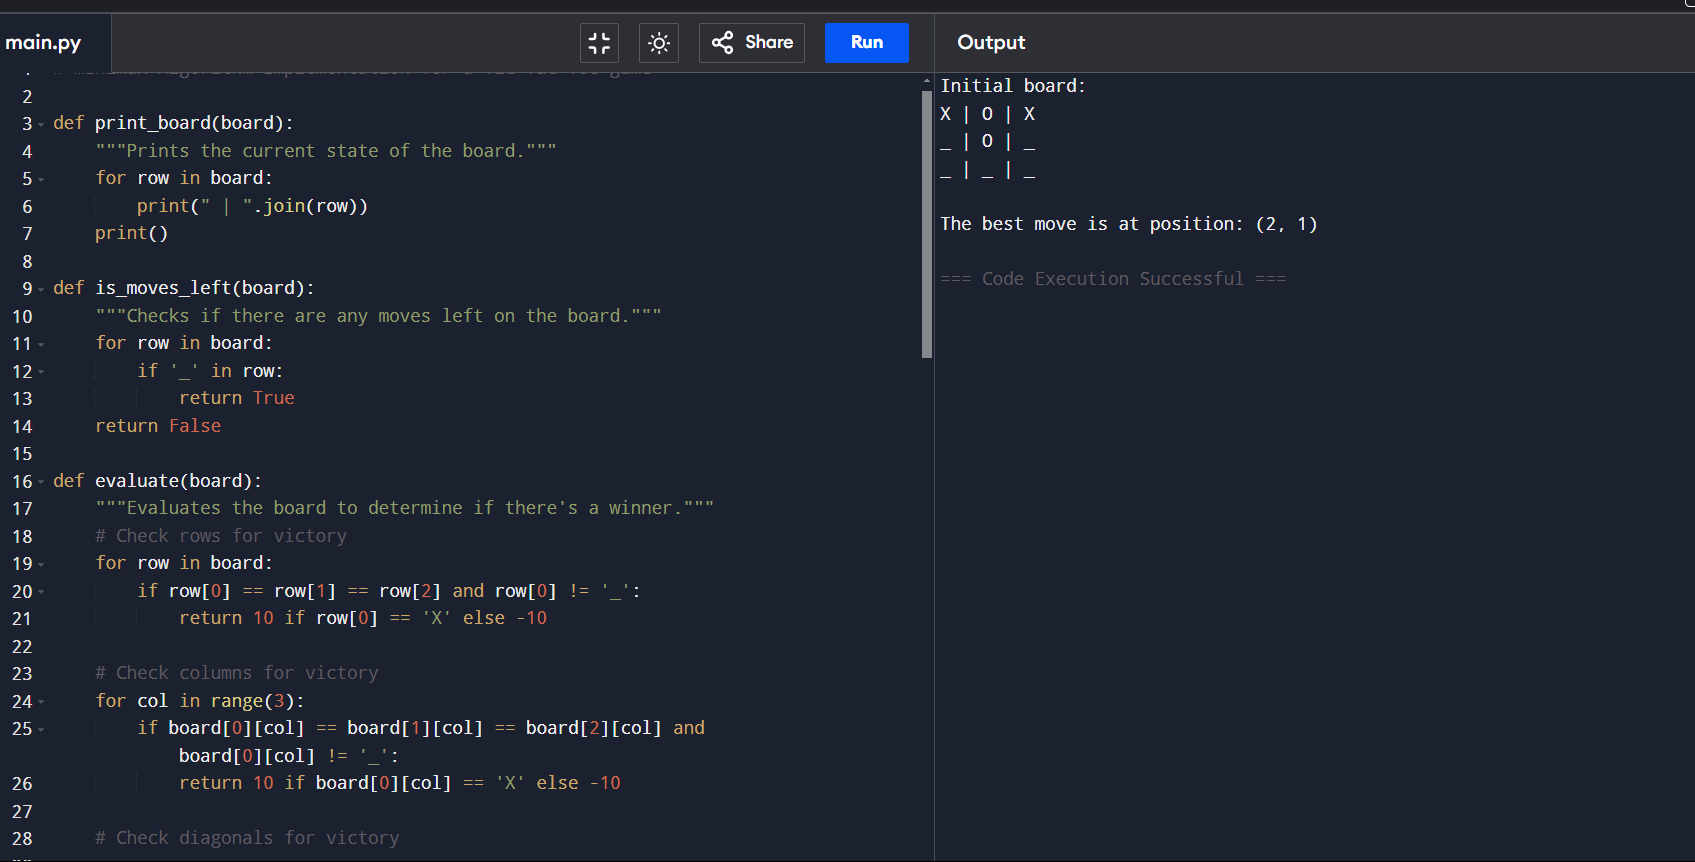 main.py
Share
Run
Output
2
3 def print_board(board):
4     """Prints the current state of the board."""
5     for row in board:
6         print(" | ".join(row))
7     print()
8
9 def is_moves_left(board):
10     """Checks if there are any moves left on the board."""
11     for row in board:
12         if '_' in row:
13             return True
14     return False
15
16 def evaluate(board):
17     """Evaluates the board to determine if there's a winner."""
18     # Check rows for victory
19     for row in board:
20         if row[0] == row[1] == row[2] and row[0] != '_':
21             return 10 if row[0] == 'X' else -10
22
23     # Check columns for victory
24     for col in range(3):
25         if board[0][col] == board[1][col] == board[2][col] and
            board[0][col] != '_':
26             return 10 if board[0][col] == 'X' else -10
27
28     # Check diagonals for victory
Initial board:
X | O | X
_ | O | _
_ | _ | _

The best move is at position: (2, 1)

=== Code Execution Successful ===